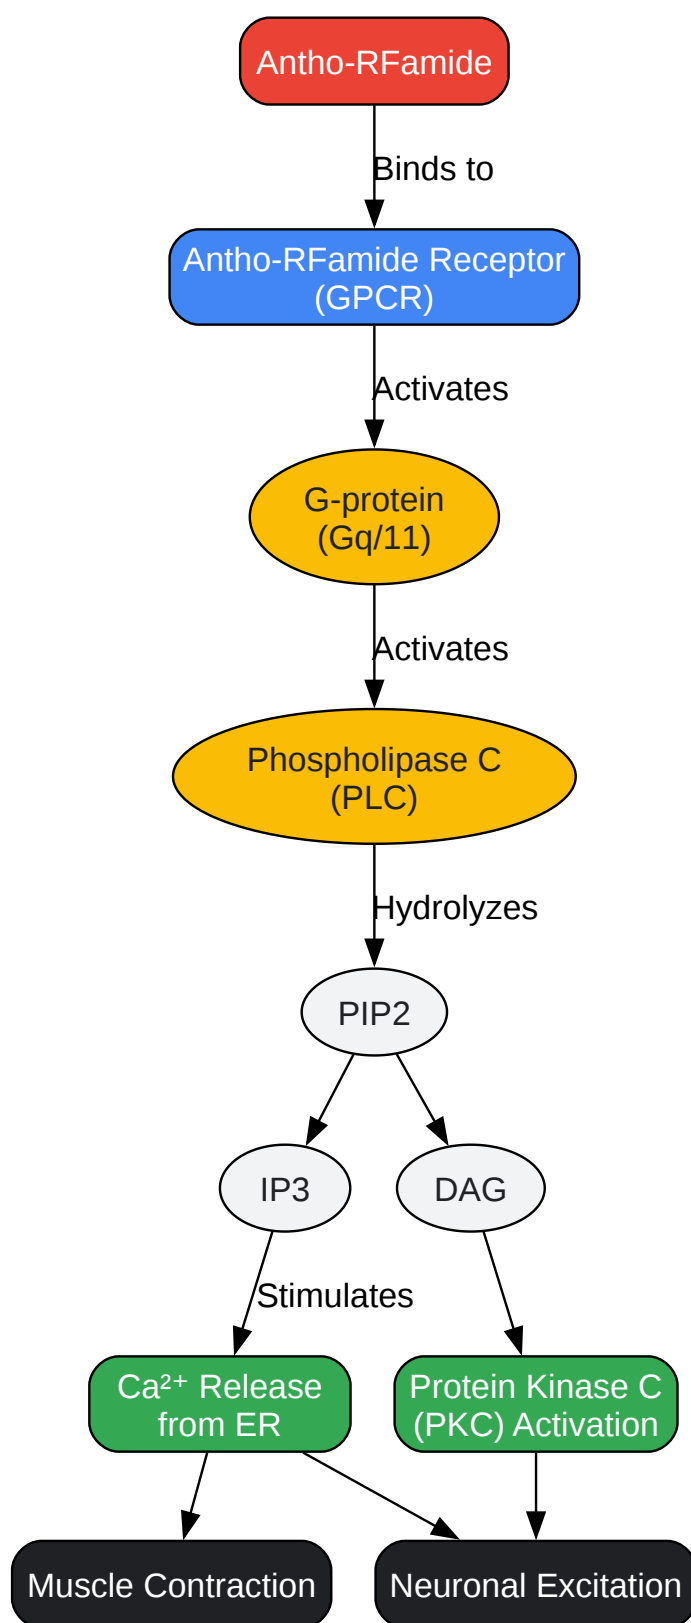 Antho-RFamide
Binds to
Antho-RFamide Receptor
(GPCR)
Activates
G-protein
(Gq/11)
Activates
Phospholipase C
(PLC)
Hydrolyzes
PIP2
IP3
DAG
Stimulates
Ca²⁺ Release
from ER
Protein Kinase C
(PKC) Activation
Muscle Contraction
Neuronal Excitation